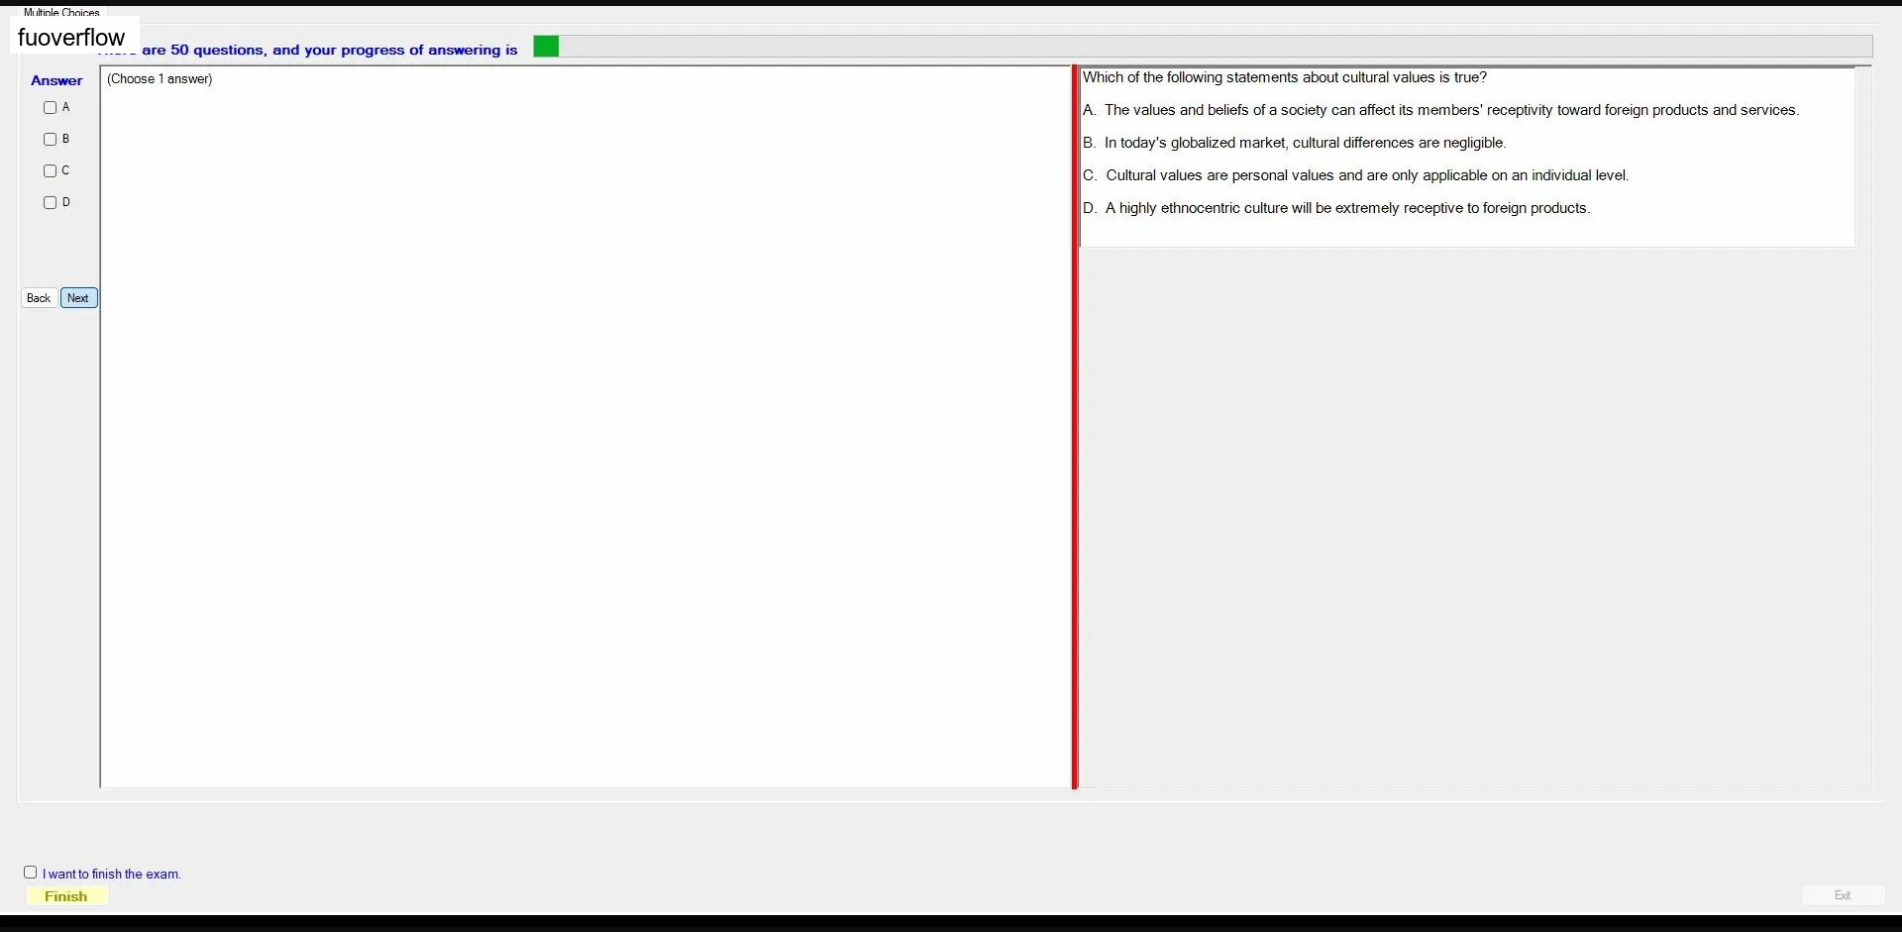 Multiple Choices
fuoverflow
are 50 questions, and your progress of answering is
Answer
(Choose 1 answer)
A
B
C
D
Back
Next
Which of the following statements about cultural values is true?
A. The values and beliefs of a society can affect its members' receptivity toward foreign products and services.
B. In today's globalized market, cultural differences are negligible.
C. Cultural values are personal values and are only applicable on an individual level.
D. A highly ethnocentric culture will be extremely receptive to foreign products.
I want to finish the exam.
Finish
Exit